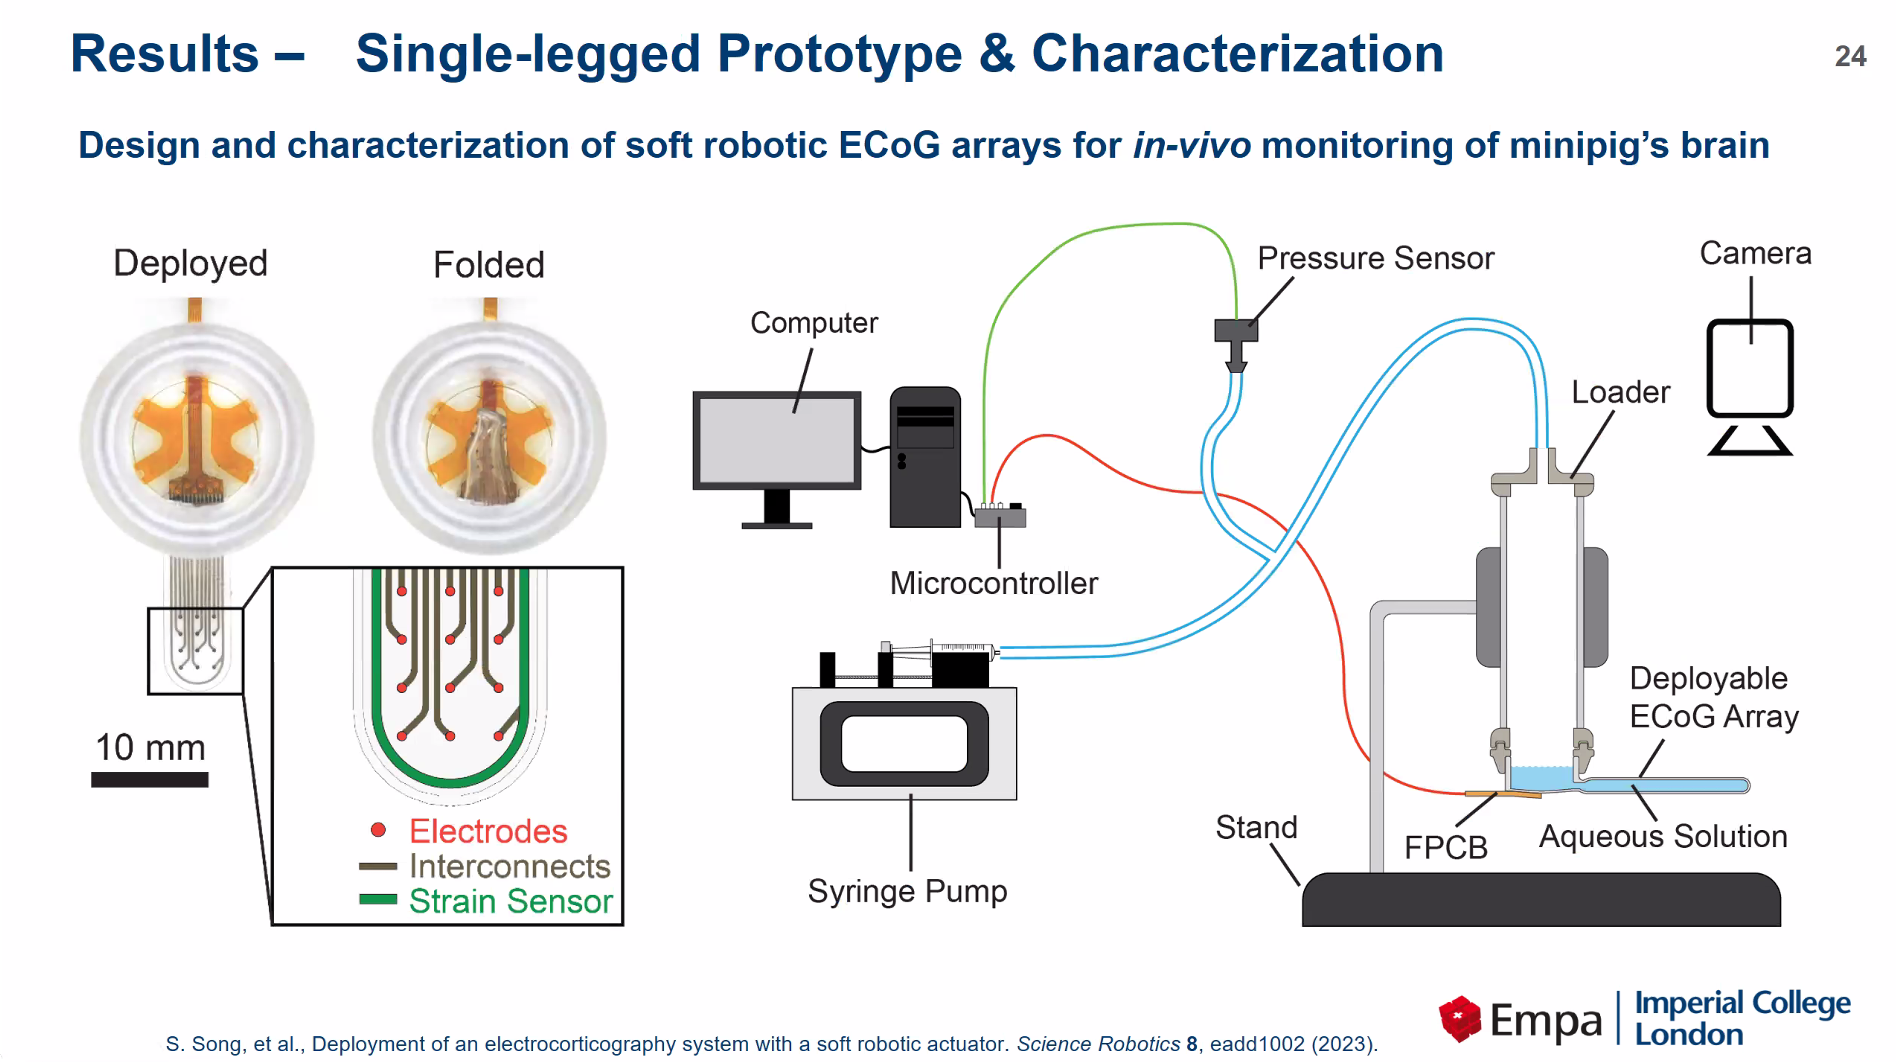 Results – Single-legged Prototype & Characterization
24
Design and characterization of soft robotic ECoG arrays for in-vivo monitoring of minipig’s brain
Deployed
Folded
10 mm
Electrodes
Interconnects
Strain Sensor
Computer
Pressure Sensor
Camera
Loader
Microcontroller
Syringe Pump
Deployable
ECoG Array
Stand
FPCB
Aqueous Solution
Empa
Imperial College
London
S. Song, et al., Deployment of an electrocorticography system with a soft robotic actuator. Science Robotics 8, eadd1002 (2023).